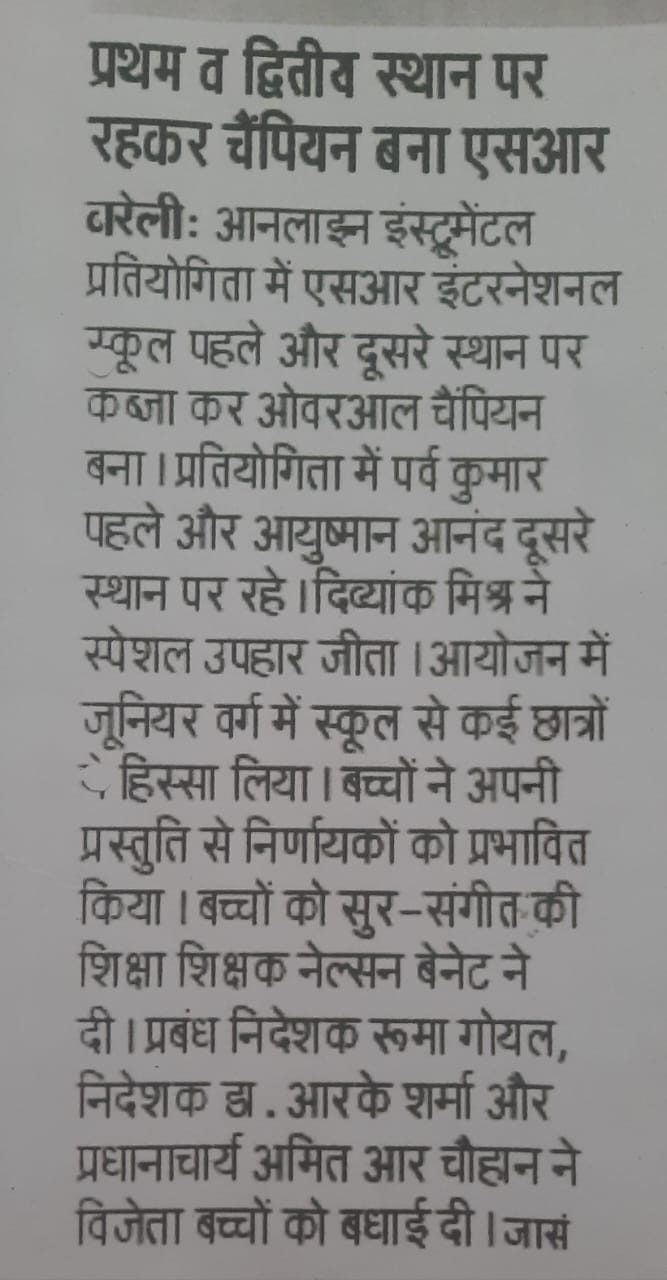 प्रथम व द्वितीय स्थान पर
रहकर चैंपियन बना एसआर
बरेली: आनलाइन इंस्ट्रूमेंटल
प्रतियोगिता में एसआर इंटरनेशनल
स्कूल पहले और दूसरे स्थान पर
कब्जा कर ओवरआल चैंपियन
बना। प्रतियोगिता में पर्व कुमार
पहले और आयुष्मान आनंद दूसरे
स्थान पर रहे। दिव्यांक मिश्र ने
स्पेशल उपहार जीता। आयोजन में
जूनियर वर्ग में स्कूल से कई छात्रों
ने हिस्सा लिया। बच्चों ने अपनी
प्रस्तुति से निर्णायकों को प्रभावित
किया। बच्चों को सुर-संगीत की
शिक्षा शिक्षक नेल्सन बेनेट ने
दी। प्रबंध निदेशक रूमा गोयल,
निदेशक डा. आरके शर्मा और
प्रधानाचार्य अमित आर चौहान ने
विजेता बच्चों को बधाई दी। जासं